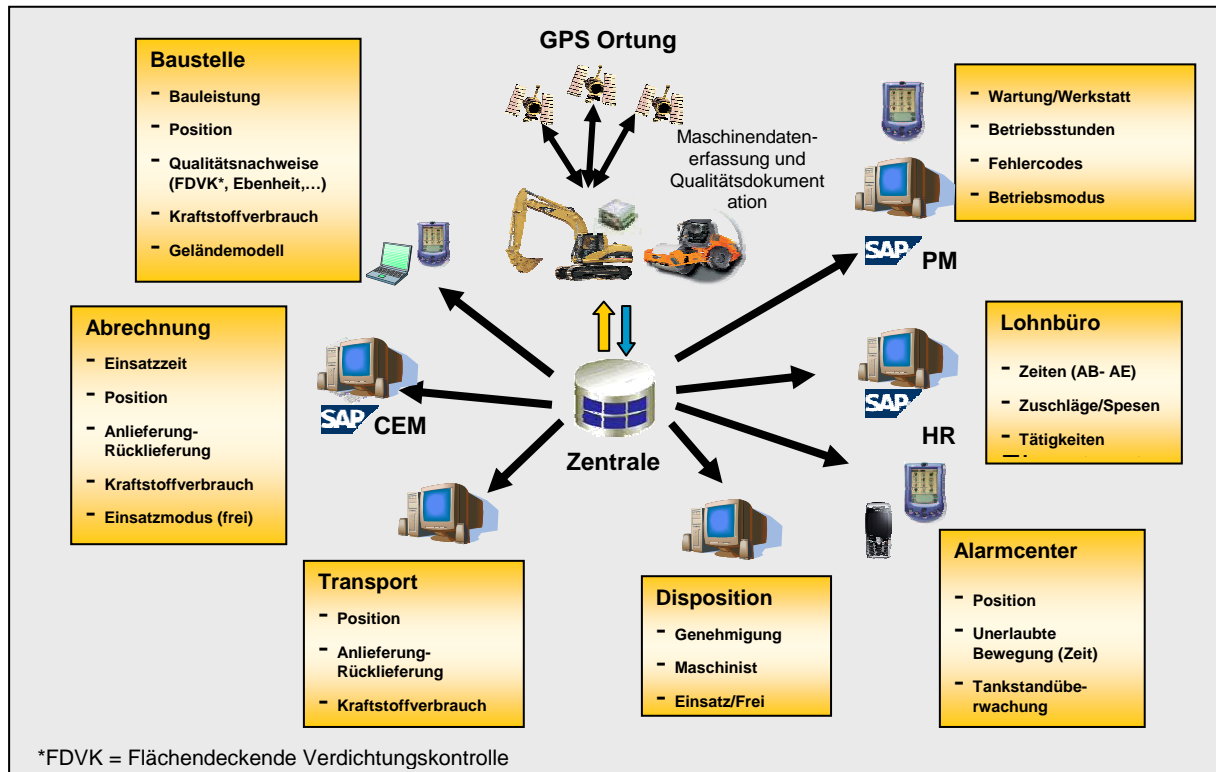 GPS Ortung
Baustelle
- Bauleistung
- Position
- Qualitätsnachweise
(FDVK*, Ebenheit,…)
- Kraftstoffverbrauch
- Geländemodell
Maschinendaten-
erfassung und
Qualitätsdokument
ation
- Wartung/Werkstatt
- Betriebsstunden
- Fehlercodes
- Betriebsmodus
SAP PM
Abrechnung
- Einsatzzeit
- Position
- Anlieferung-
Rücklieferung
- Kraftstoffverbrauch
- Einsatzmodus (frei)
SAP CEM
Zentrale
SAP
HR
Lohnbüro
- Zeiten (AB- AE)
- Zuschläge/Spesen
- Tätigkeiten
Transport
- Position
- Anlieferung-
Rücklieferung
- Kraftstoffverbrauch
Disposition
- Genehmigung
- Maschinist
- Einsatz/Frei
Alarmcenter
- Position
- Unerlaubte
Bewegung (Zeit)
- Tankstandübe-
rwachung
*FDVK = Flächendeckende Verdichtungskontrolle